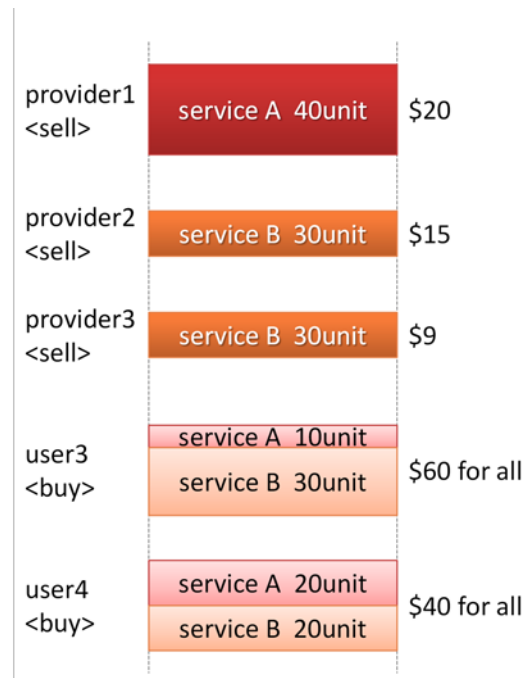 provider1
<sell>
service A 40unit
$20
provider2
<sell>
service B 30unit
$15
provider3
<sell>
service B 30unit
$9
user3
<buy>
service A 10unit
service B 30unit
$60 for all
user4
<buy>
service A 20unit
service B 20unit
$40 for all